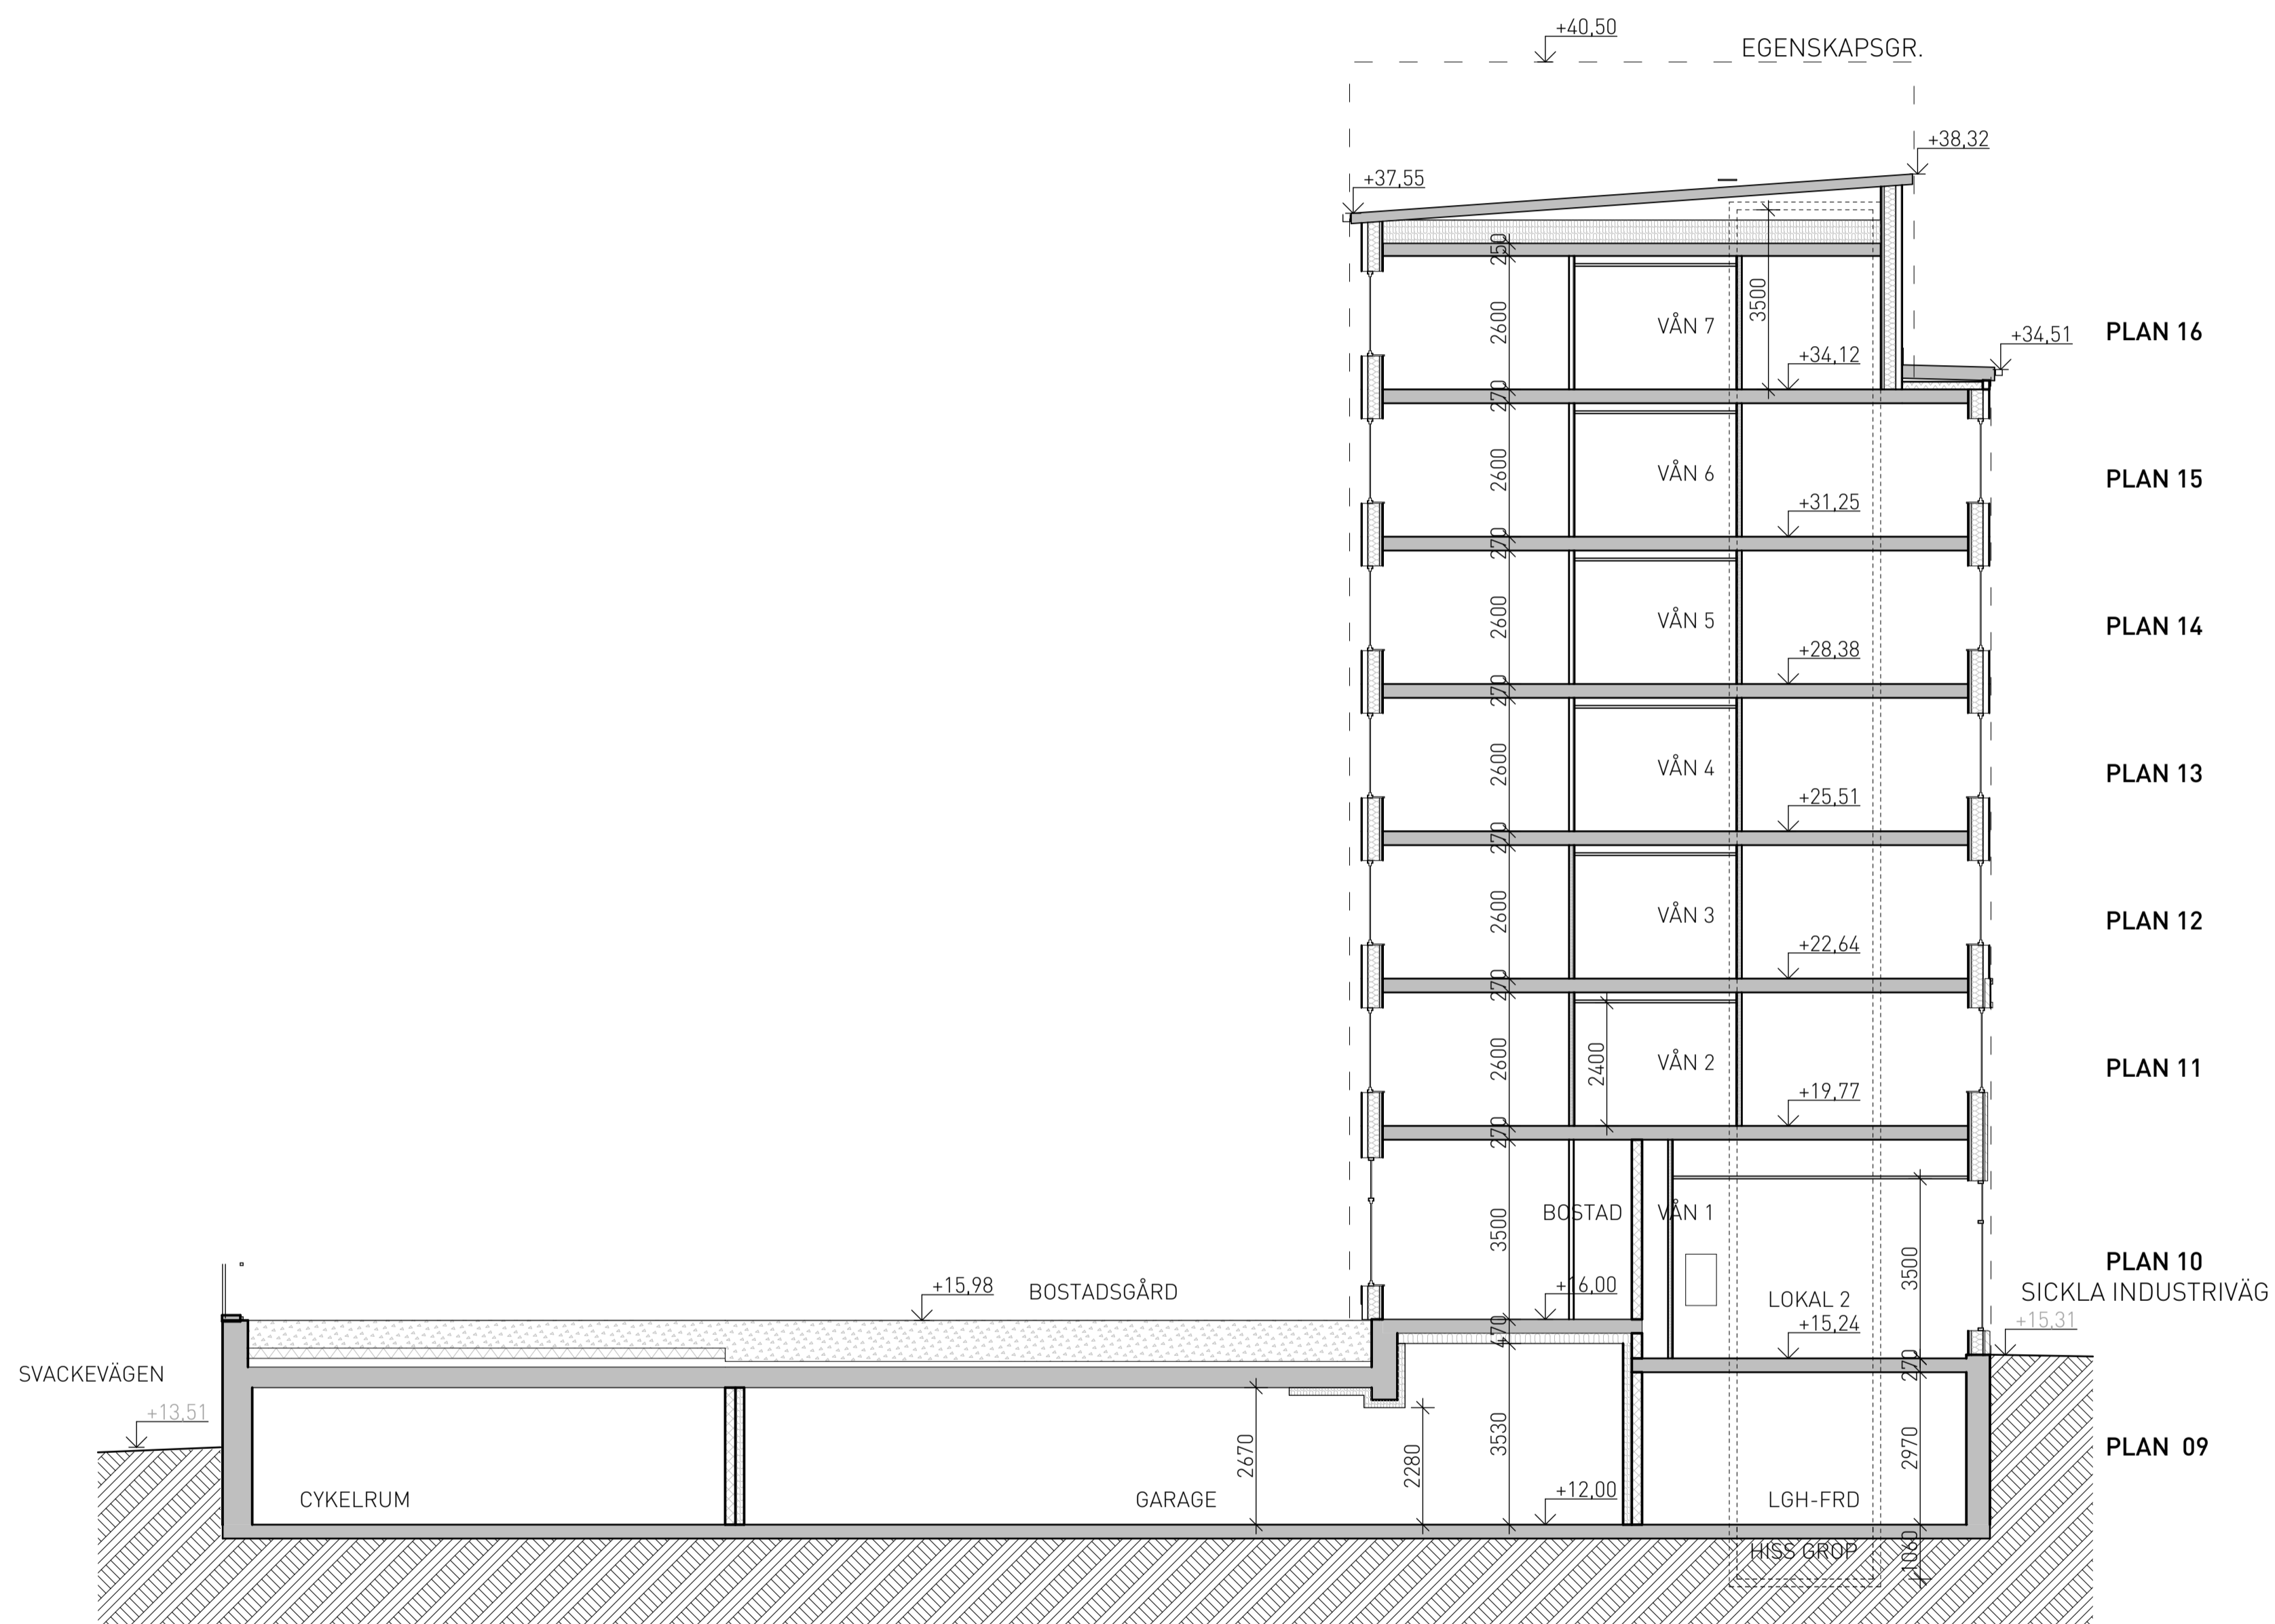 +40,50
EGENSKAPSGR.
+38,32
+37,55
250
2600
3500
VÅN 7
+34,51
PLAN 16
+34,12
270
2600
VÅN 6
PLAN 15
+31,25
270
2600
VÅN 5
PLAN 14
+28,38
270
2600
VÅN 4
PLAN 13
+25,51
270
2600
VÅN 3
PLAN 12
+22,64
270
2600
2400
VÅN 2
PLAN 11
+19,77
270
3500
BOSTAD
VÅN 1
3500
PLAN 10
+15,98
BOSTADSGÅRD
+16,00
LOKAL 2
SICKLA INDUSTRIVÄG
+15,24
+15,31
470
270
SVACKEVÄGEN
+13,51
2670
2280
3530
2970
PLAN 09
CYKELRUM
GARAGE
+12,00
LGH-FRD
HISS GROP
1060